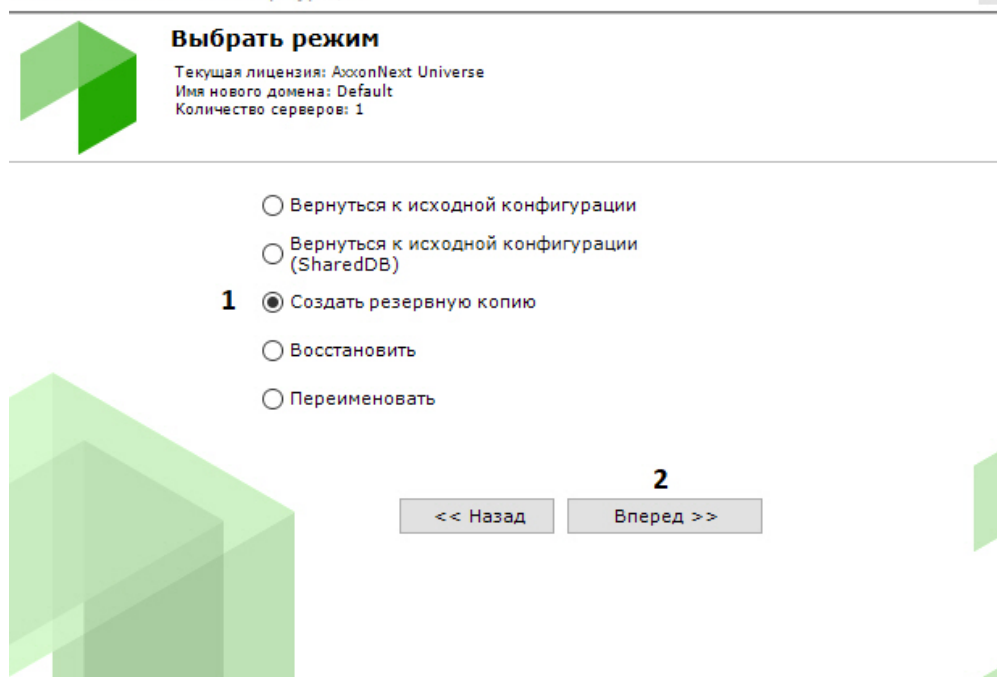 Выбрать режим
Текущая лицензия: AxxonNext Universe
Имя нового домена: Default
Количество серверов: 1
Вернуться к исходной конфигурации
Вернуться к исходной конфигурации
(SharedDB)
1 Создать резервную копию
Восстановить
Переименовать
2
<< Назад Вперед >>